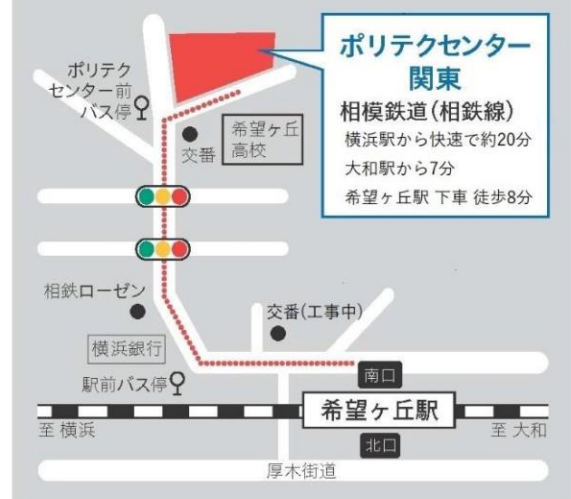 ポリテクセンター
関東
相模鉄道(相鉄線)
横浜駅から快速で約20分
大和駅から7分
希望ヶ丘駅 下車 徒歩8分
ポリテク
センター前
バス停
交番
希望ヶ丘
高校
相鉄ローゼン
交番(工事中)
横浜銀行
駅前バス停
南口
希望ヶ丘駅
至 横浜
北口
至 大和
厚木街道